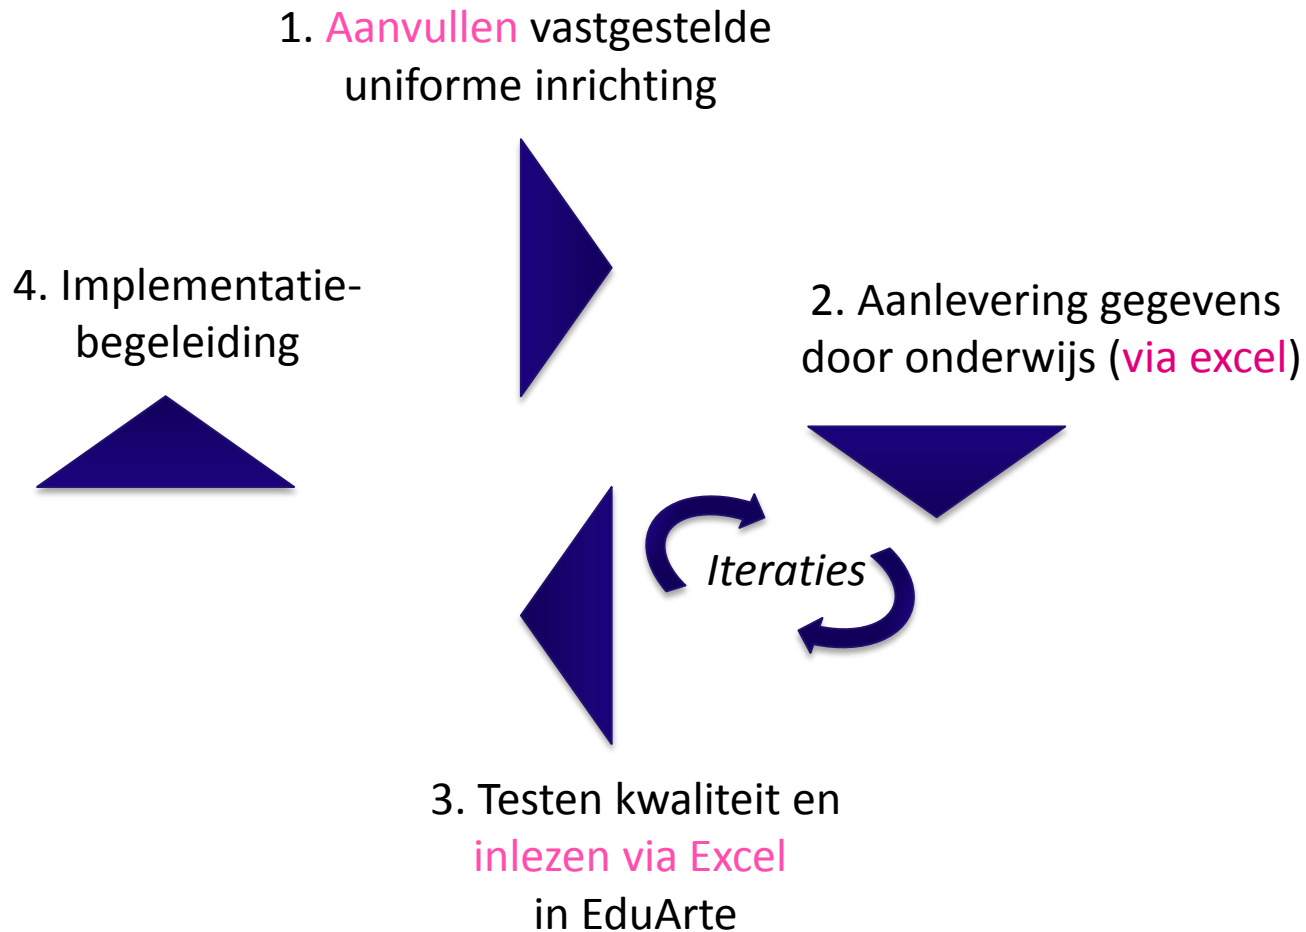 1. Aanvullen vastgestelde
uniforme inrichting
2. Aanlevering gegevens
door onderwijs (via excel)
Iteraties
3. Testen kwaliteit en
inlezen via Excel
in EduArte
4. Implementatie-
begeleiding